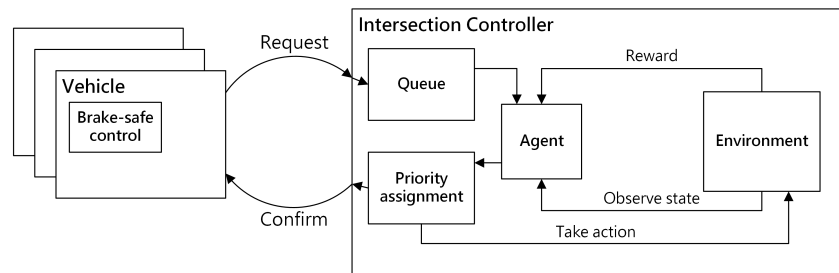 Intersection Controller
Request
Vehicle
Brake-safe
control
Queue
Reward
Agent
Environment
Priority
assignment
Confirm
Observe state
Take action